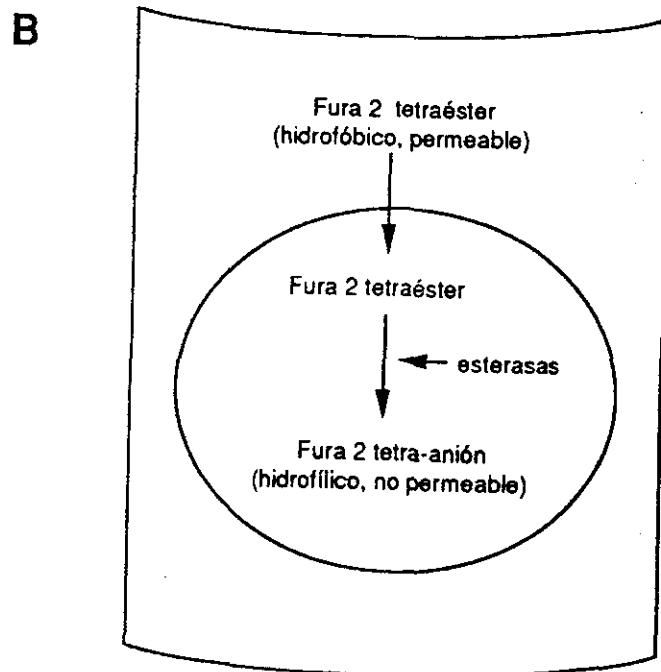 B
Fura 2 tetraéster
(hidrofóbico, permeable)
Fura 2 tetraéster
esterasas
Fura 2 tetra-anión
(hidrofílico, no permeable)